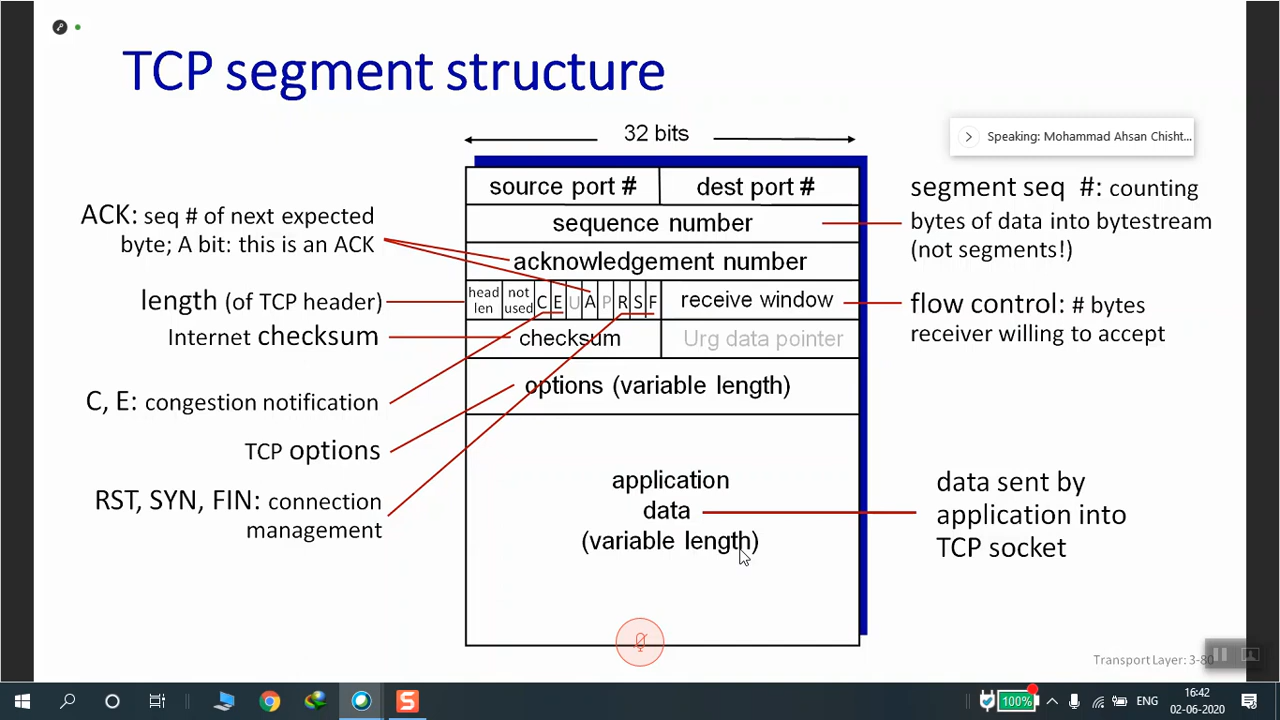 TCP segment structure
32 bits
Speaking: Mohammad Ahsan Chisht...
source port #
dest port #
sequence number
acknowledgement number
head
len
not
used
C
E
U
A
P
R
S
F
receive window
checksum
Urg data pointer
options (variable length)
application
data
(variable length)
ACK: seq # of next expected
byte; A bit: this is an ACK
length (of TCP header)
Internet checksum
C, E: congestion notification
TCP options
RST, SYN, FIN: connection
management
segment seq #: counting
bytes of data into bytestream
(not segments!)
flow control: # bytes
receiver willing to accept
data sent by
application into
TCP socket
Transport Layer: 3-80
100%
ENG
16:42
02-06-2020